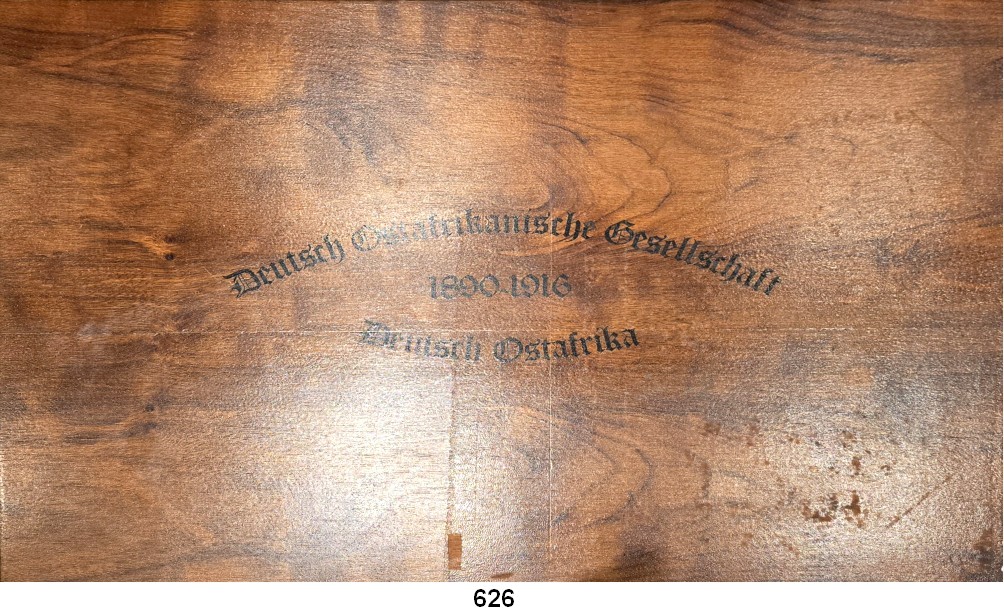 Deutsch Ostafrikanische Gesellschaft
1890-1916
Deutsch Ostafrika
626